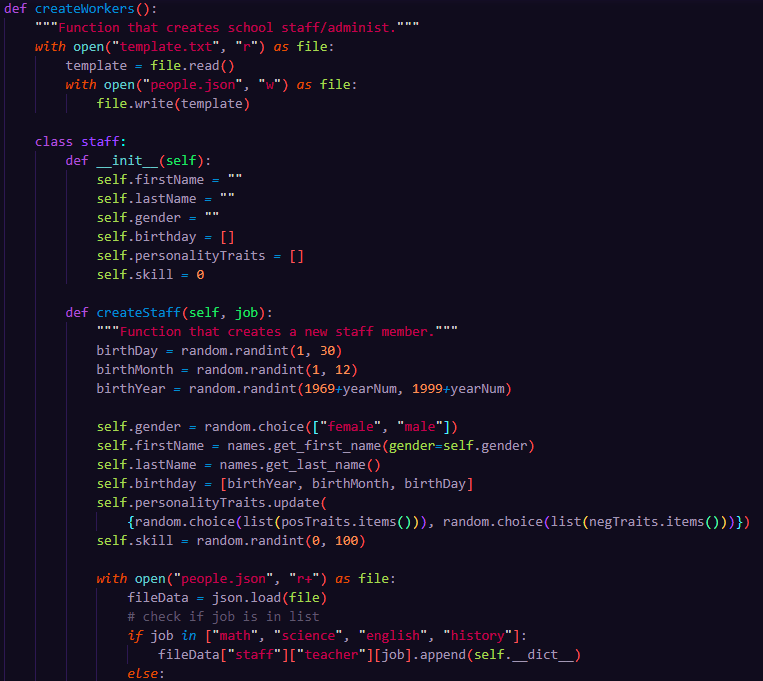 def createWorkers():
    """Function that creates school staff/administ."""
    with open("template.txt", "r") as file:
        template = file.read()
        with open("people.json", "w") as file:
            file.write(template)

    class staff:
        def __init__(self):
            self.firstName = ""
            self.lastName = ""
            self.gender = ""
            self.birthday = []
            self.personalityTraits = []
            self.skill = 0

        def createStaff(self, job):
            """Function that creates a new staff member."""
            birthDay = random.randint(1, 30)
            birthMonth = random.randint(1, 12)
            birthYear = random.randint(1969+yearNum, 1999+yearNum)

            self.gender = random.choice(["female", "male"])
            self.firstName = names.get_first_name(gender=self.gender)
            self.lastName = names.get_last_name()
            self.birthday = [birthYear, birthMonth, birthDay]
            self.personalityTraits.update(
                {random.choice(list(posTraits.items())), random.choice(list(negTraits.items()))})
            self.skill = random.randint(0, 100)

            with open("people.json", "r+") as file:
                fileData = json.load(file)
                # check if job is in list
                if job in ["math", "science", "english", "history"]:
                    fileData["staff"]["teacher"][job].append(self.__dict__)
                else: